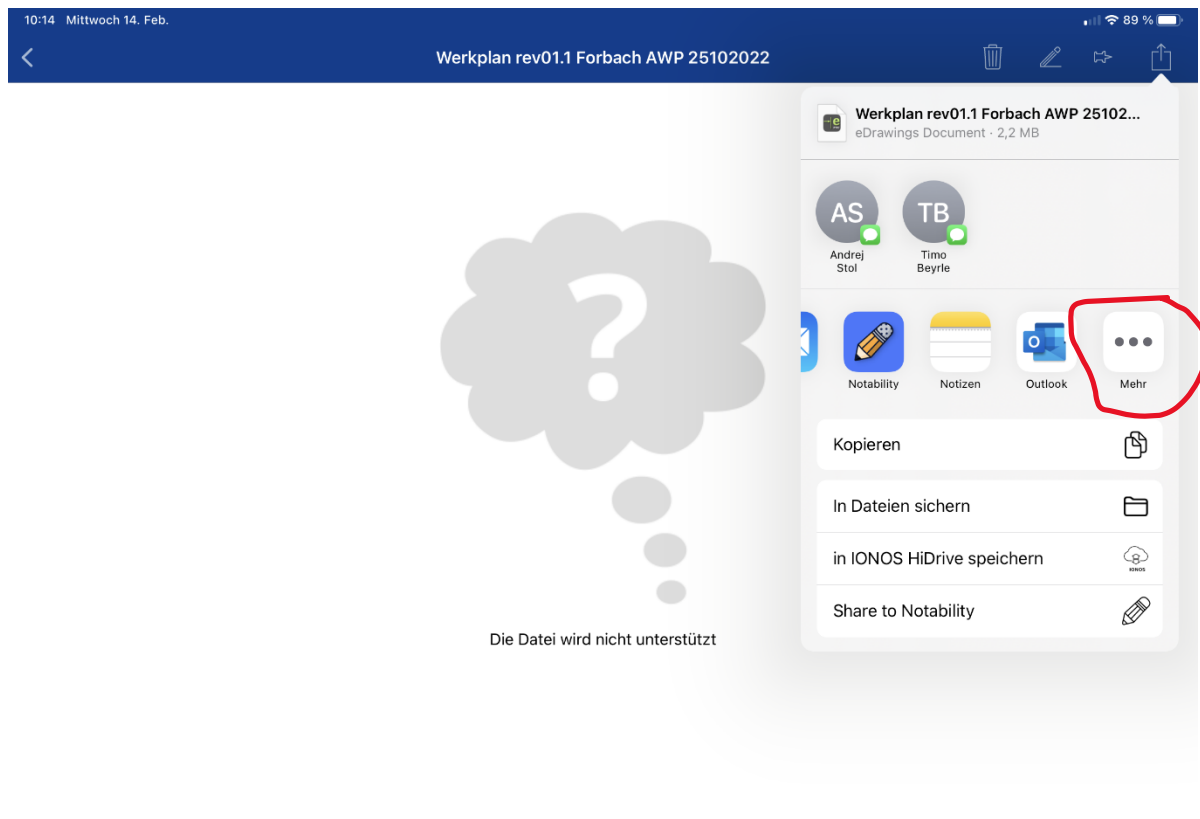 10:14 Mittwoch 14. Feb.
89 %
Werkplan rev01.1 Forbach AWP 25102022
Werkplan rev01.1 Forbach AWP 25102...
eDrawings Document · 2,2 MB
AS
TB
Andrej
Stol
Timo
Beyrle
Notability
Notizen
Outlook
Mehr
Kopieren
In Dateien sichern
in IONOS HiDrive speichern
IONOS
Share to Notability
?
Die Datei wird nicht unterstützt